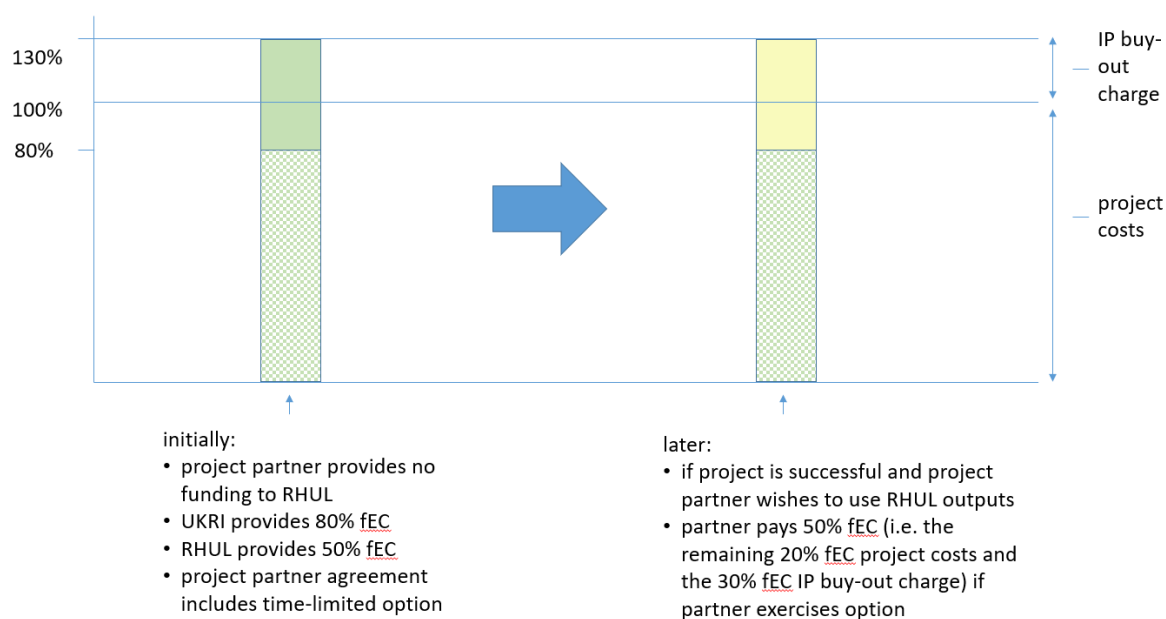 130%
100%
80%
IP buy-
out
charge
project
costs
initially:
• project partner provides no
funding to RHUL
• UKRI provides 80% fEC
• RHUL provides 50% fEC
• project partner agreement
includes time-limited option
later:
• if project is successful and project
partner wishes to use RHUL outputs
• partner pays 50% fEC (i.e. the
remaining 20% fEC project costs and
the 30% fEC IP buy-out charge) if
partner exercises option